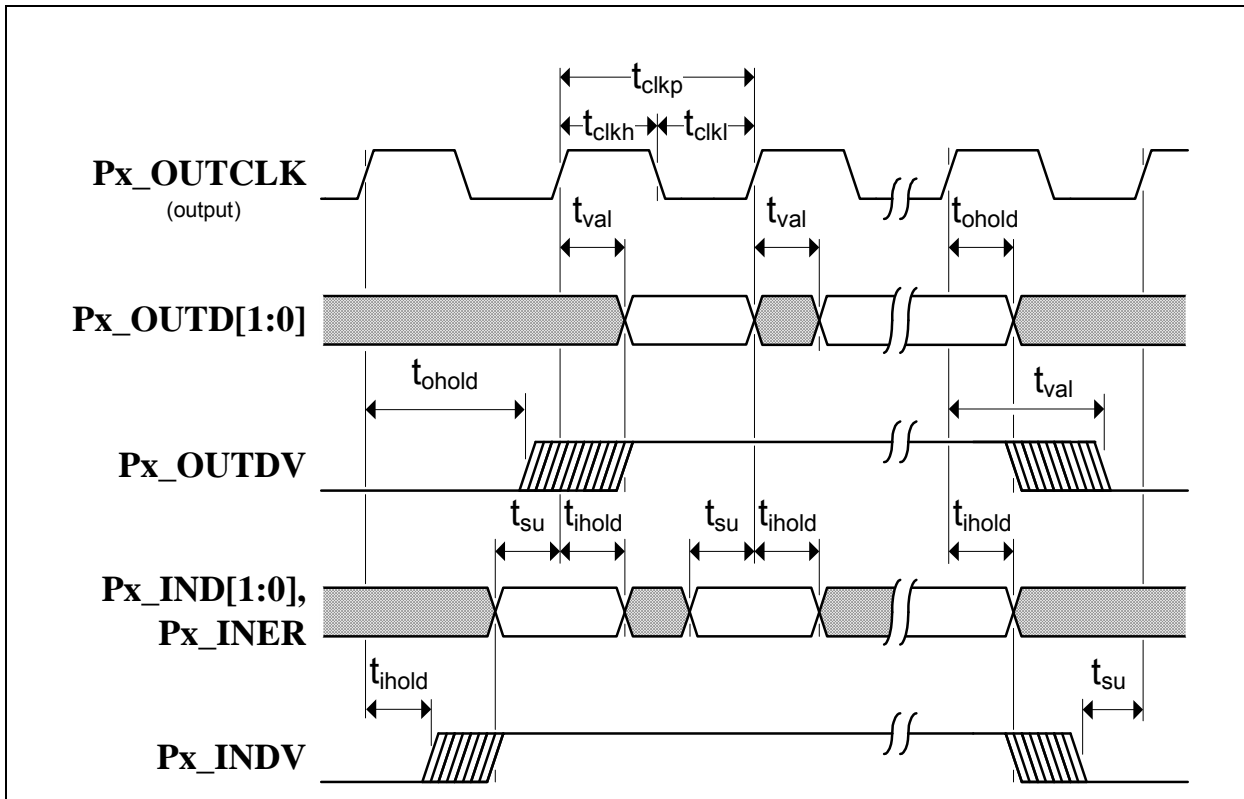 tclkp
tclkh tclkl
Px_OUTCLK
(output)
tval tval tohold
Px_OUTD[1:0]
tohold tval
Px_OUTDV
tsu tihold tsu tihold tihold
Px_IND[1:0],
Px_INER
tihold tsu
Px_INDV